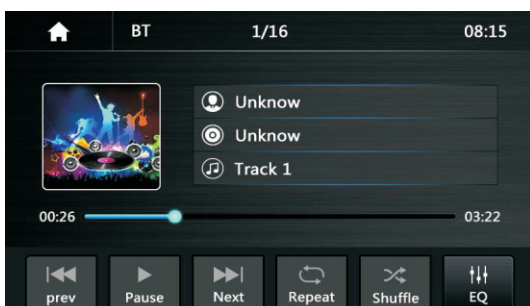 BT 1/16 08:15
Unknow
Unknow
Track 1
00:26 03:22
prev Pause Next Repeat Shuffle EQ